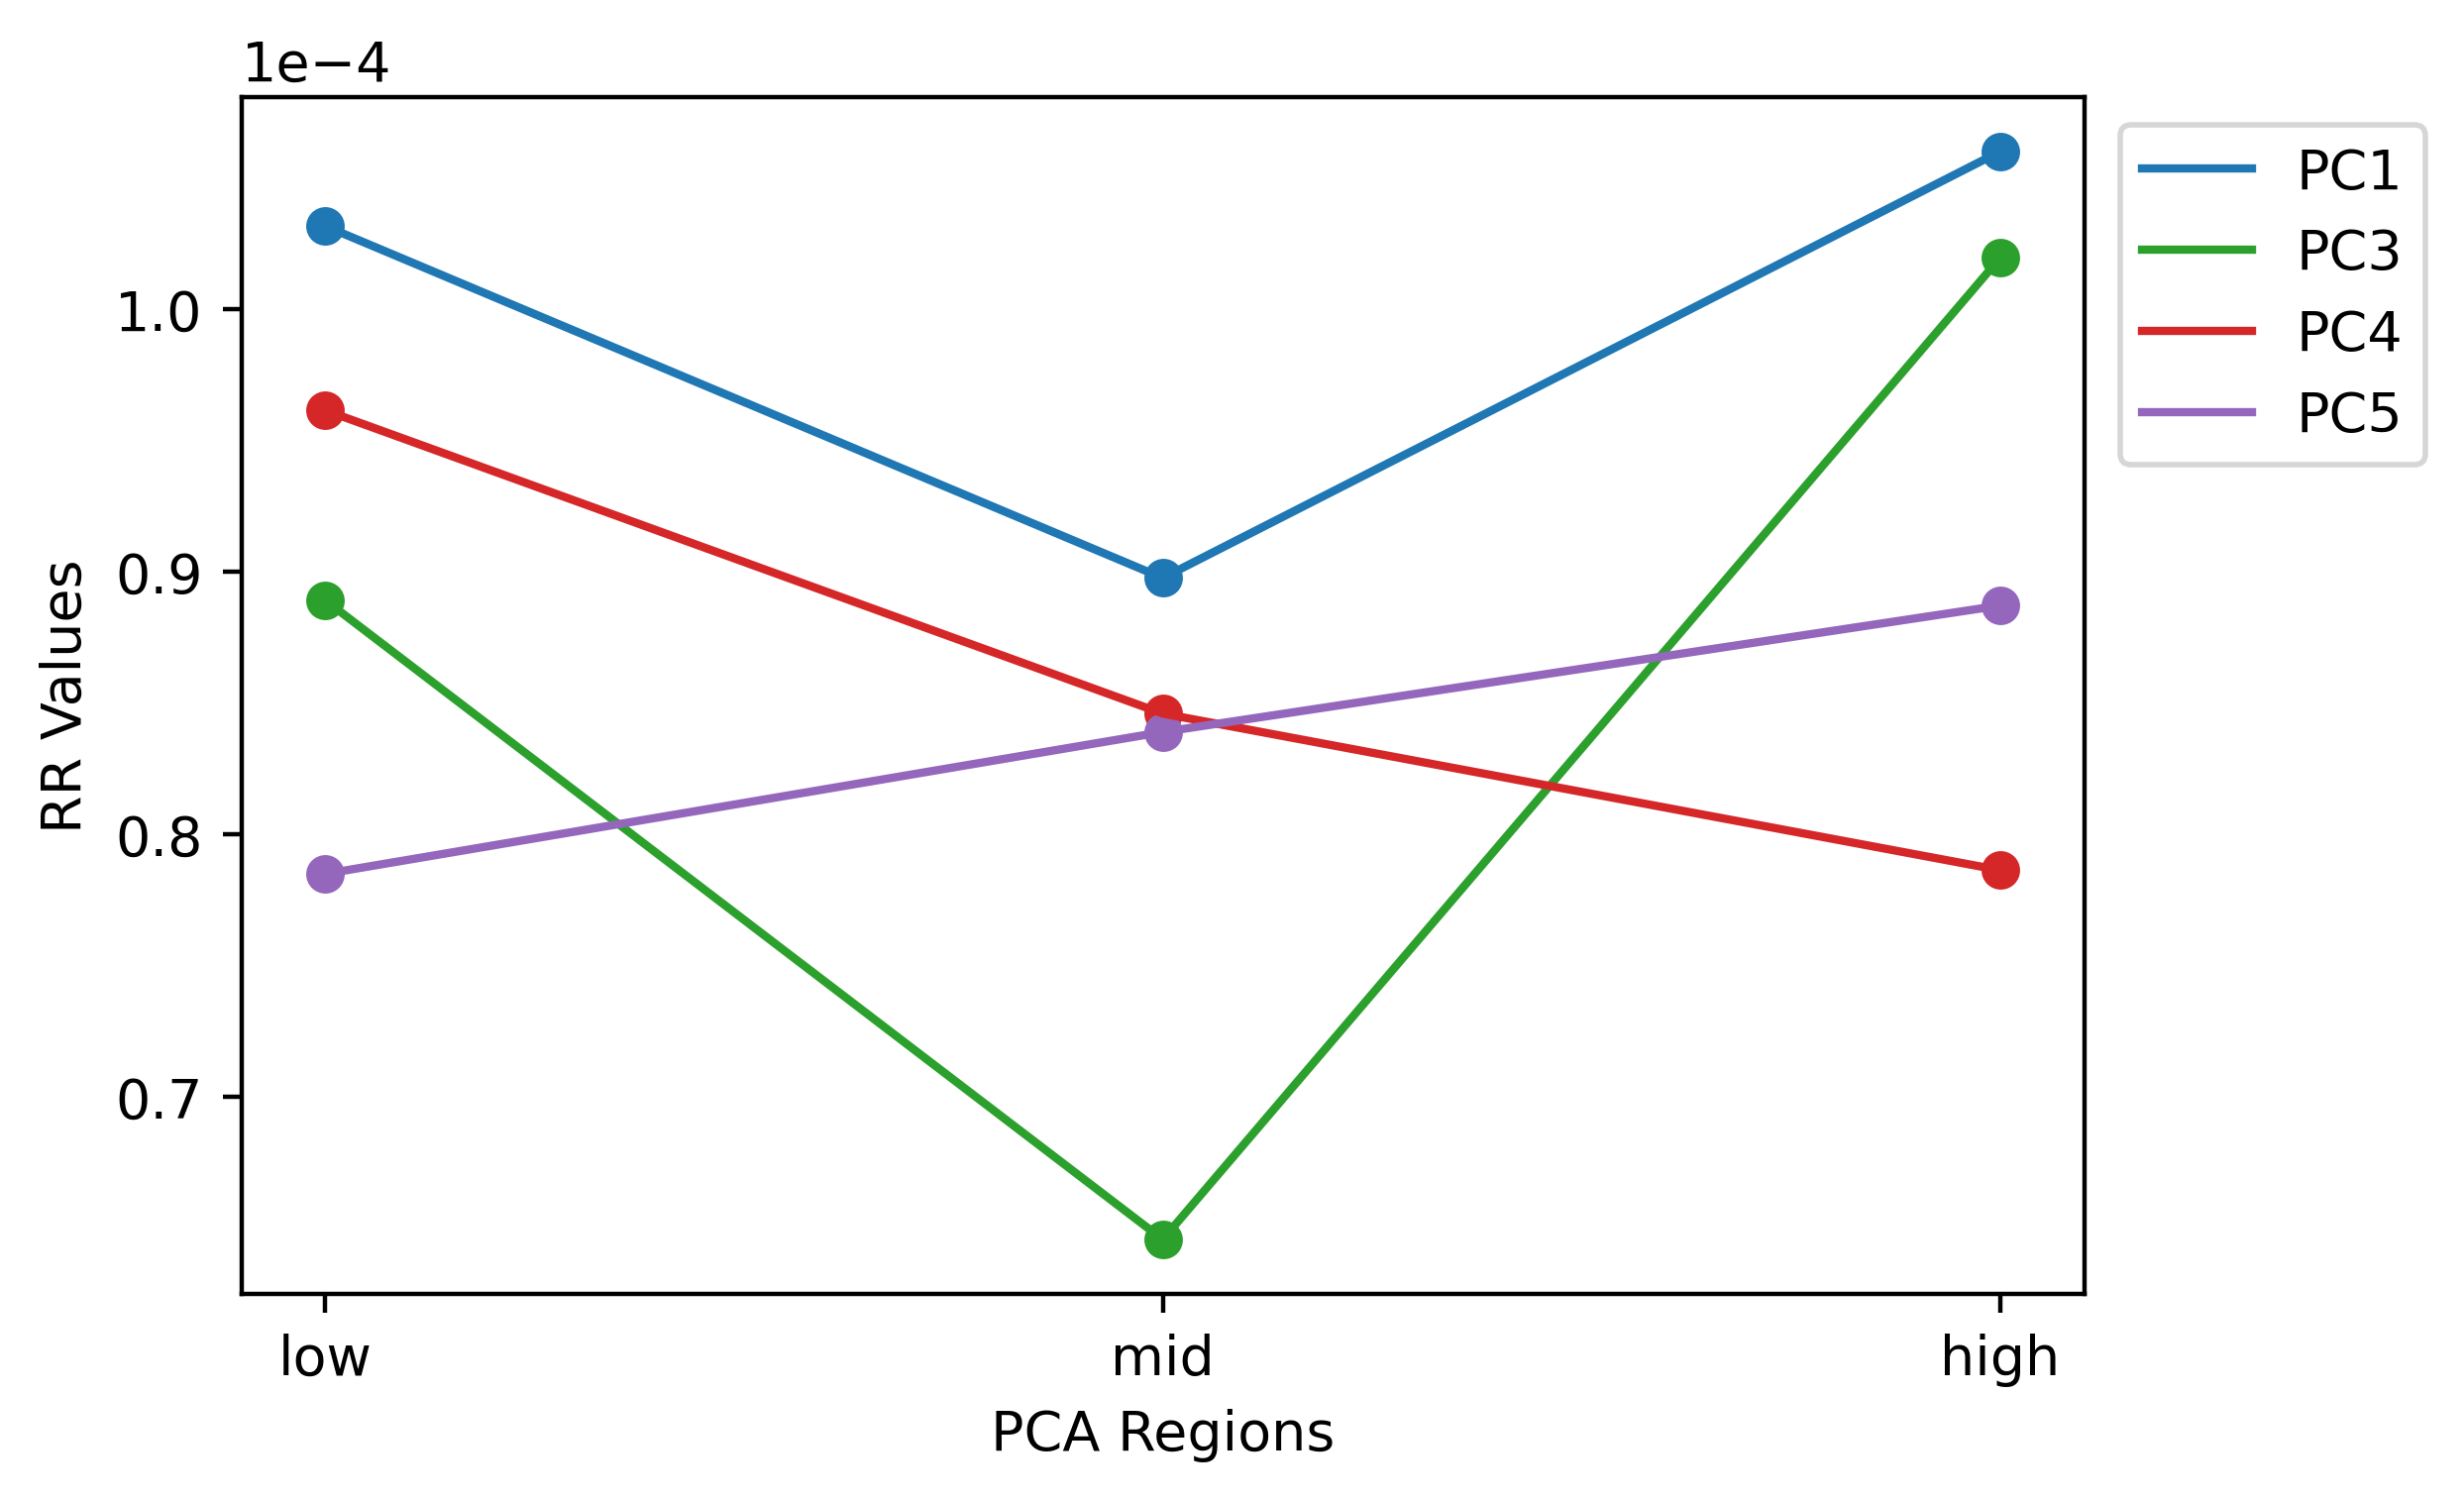 1e−4
1.0
0.9
0.8
0.7
RR Values
low
mid
high
PCA Regions
PC1
PC3
PC4
PC5